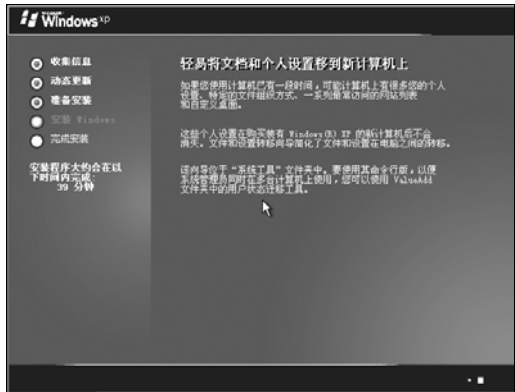 Windows xp
收集信息
动态更新
准备安装
安装 Windows
完成安装
安装程序大约会在以
下时间内完成:
39 分钟
轻易将文档和个人设置移到新计算机上
如果您使用计算机已有一段时间，可能计算机上有很多您的个人
设置、特定的文件组织方式、一系列最常访问的网站列表
和自定义桌面。
这些个人设置在购买装有 Windows(R) XP 的新计算机后不会
消失。文件和设置转移向导简化了文件和设置在电脑之间的转移。
该向导位于“系统工具”文件夹中。要使用其命令行版，以便
系统管理员同时在多台计算机上使用，您可以使用 ValueAdd
文件夹中的用户状态迁移工具。